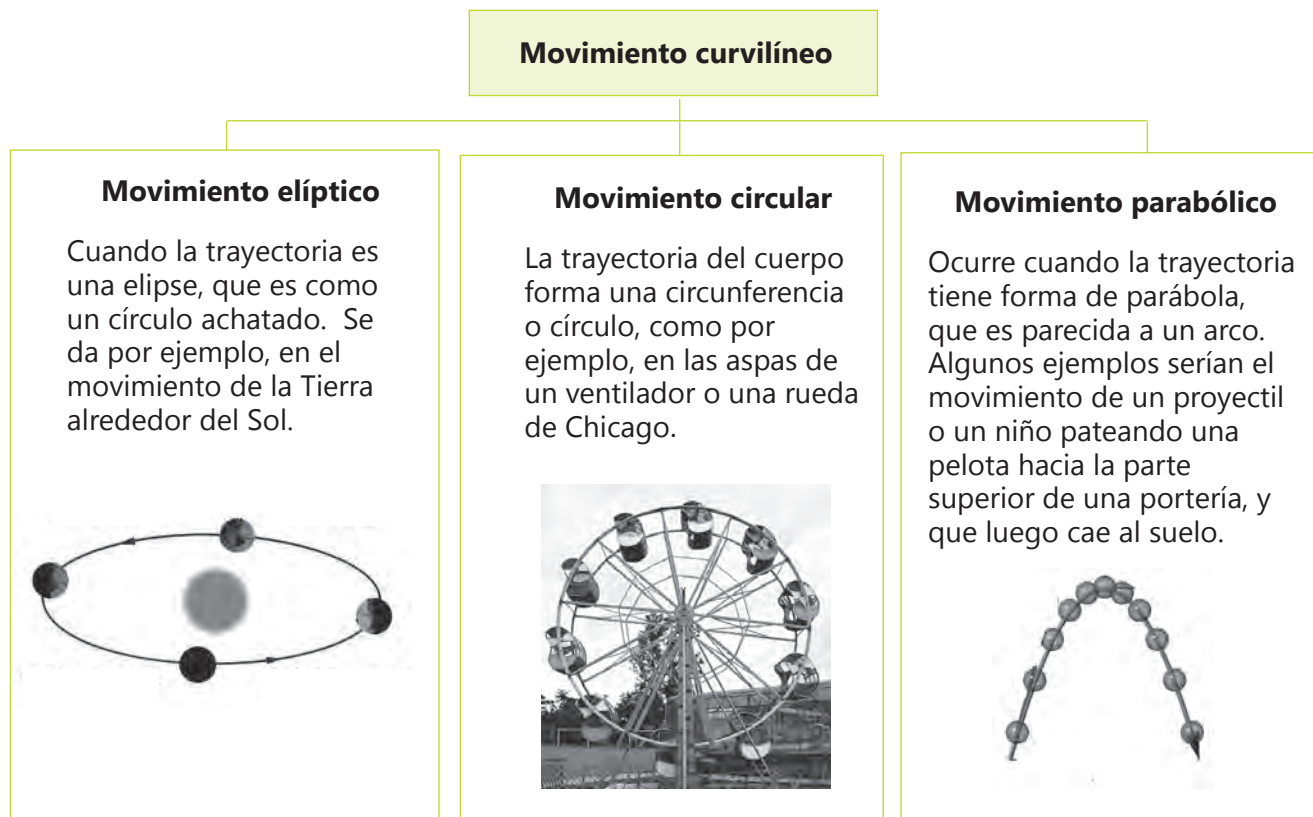 Movimiento curvilíneo
Movimiento elíptico
Cuando la trayectoria es
una elipse, que es como
un círculo achatado.  Se
da por ejemplo, en el
movimiento de la Tierra
alrededor del Sol.
Movimiento circular
La trayectoria del cuerpo
forma una circunferencia
o círculo, como por
ejemplo, en las aspas de
un ventilador o una rueda
de Chicago.
Movimiento parabólico
Ocurre cuando la trayectoria
tiene forma de parábola,
que es parecida a un arco.
Algunos ejemplos serían el
movimiento de un proyectil
o un niño pateando una
pelota hacia la parte
superior de una portería, y
que luego cae al suelo.